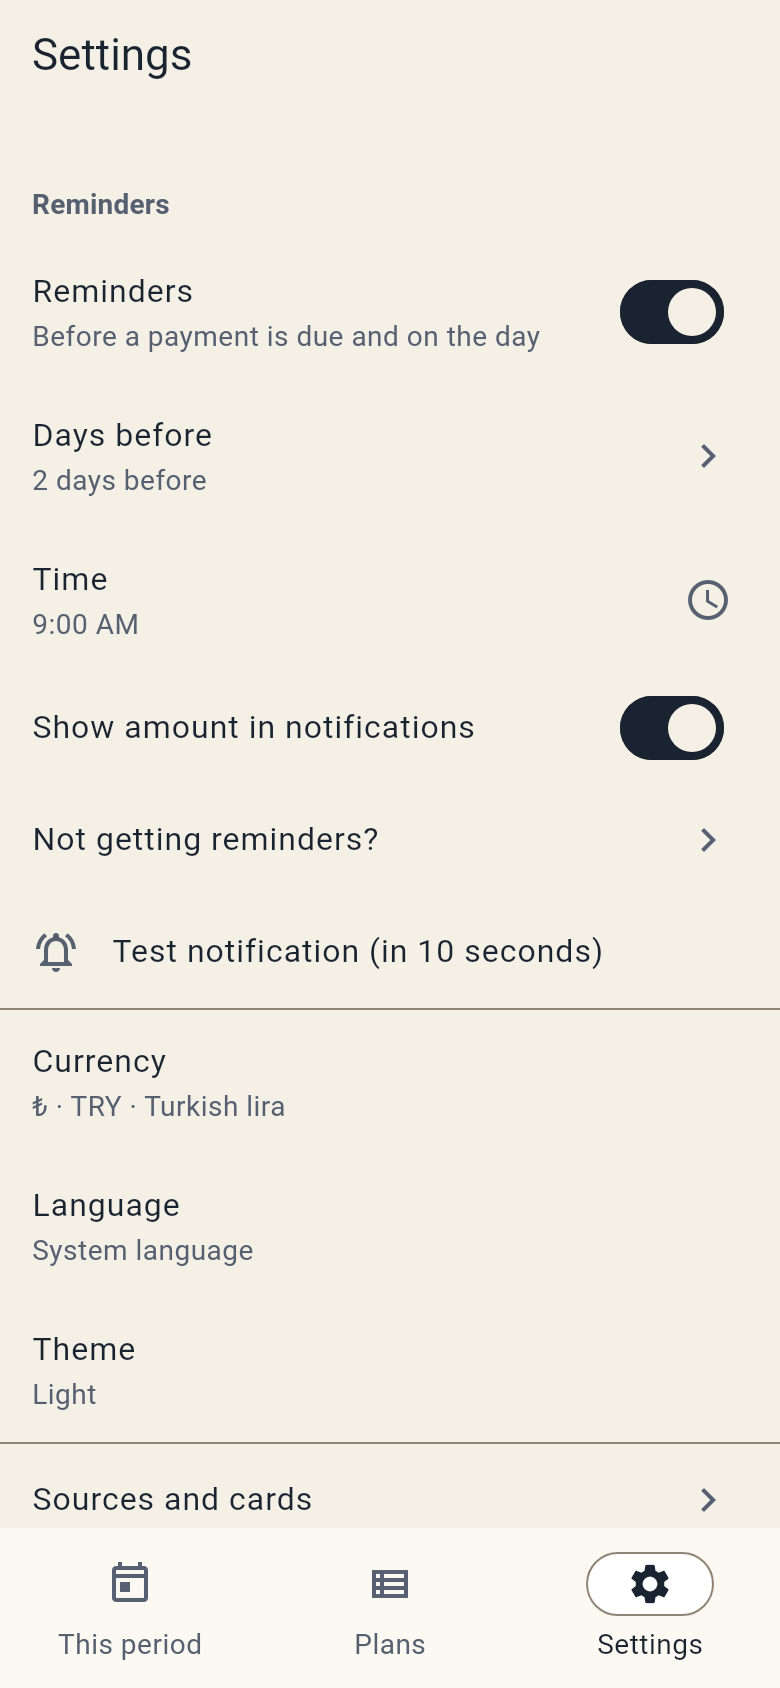 Settings
Reminders
Reminders
Before a payment is due and on the day
Days before
2 days before
Time
9:00 AM
Show amount in notifications
Not getting reminders?
Test notification (in 10 seconds)
Currency
₺ · TRY · Turkish lira
Language
System language
Theme
Light
Sources and cards
This period
Plans
Settings